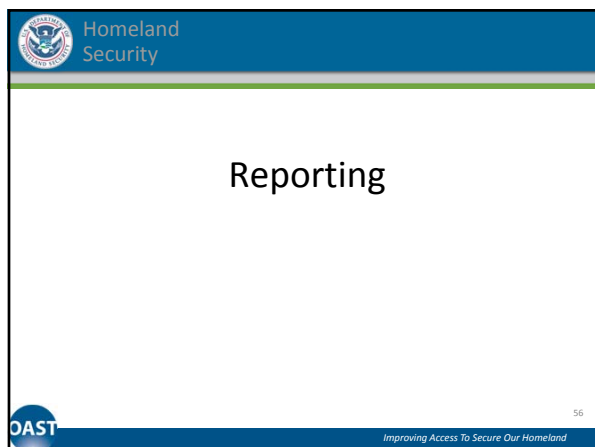 Homeland
Security
Reporting
56
OAST
Improving Access To Secure Our Homeland